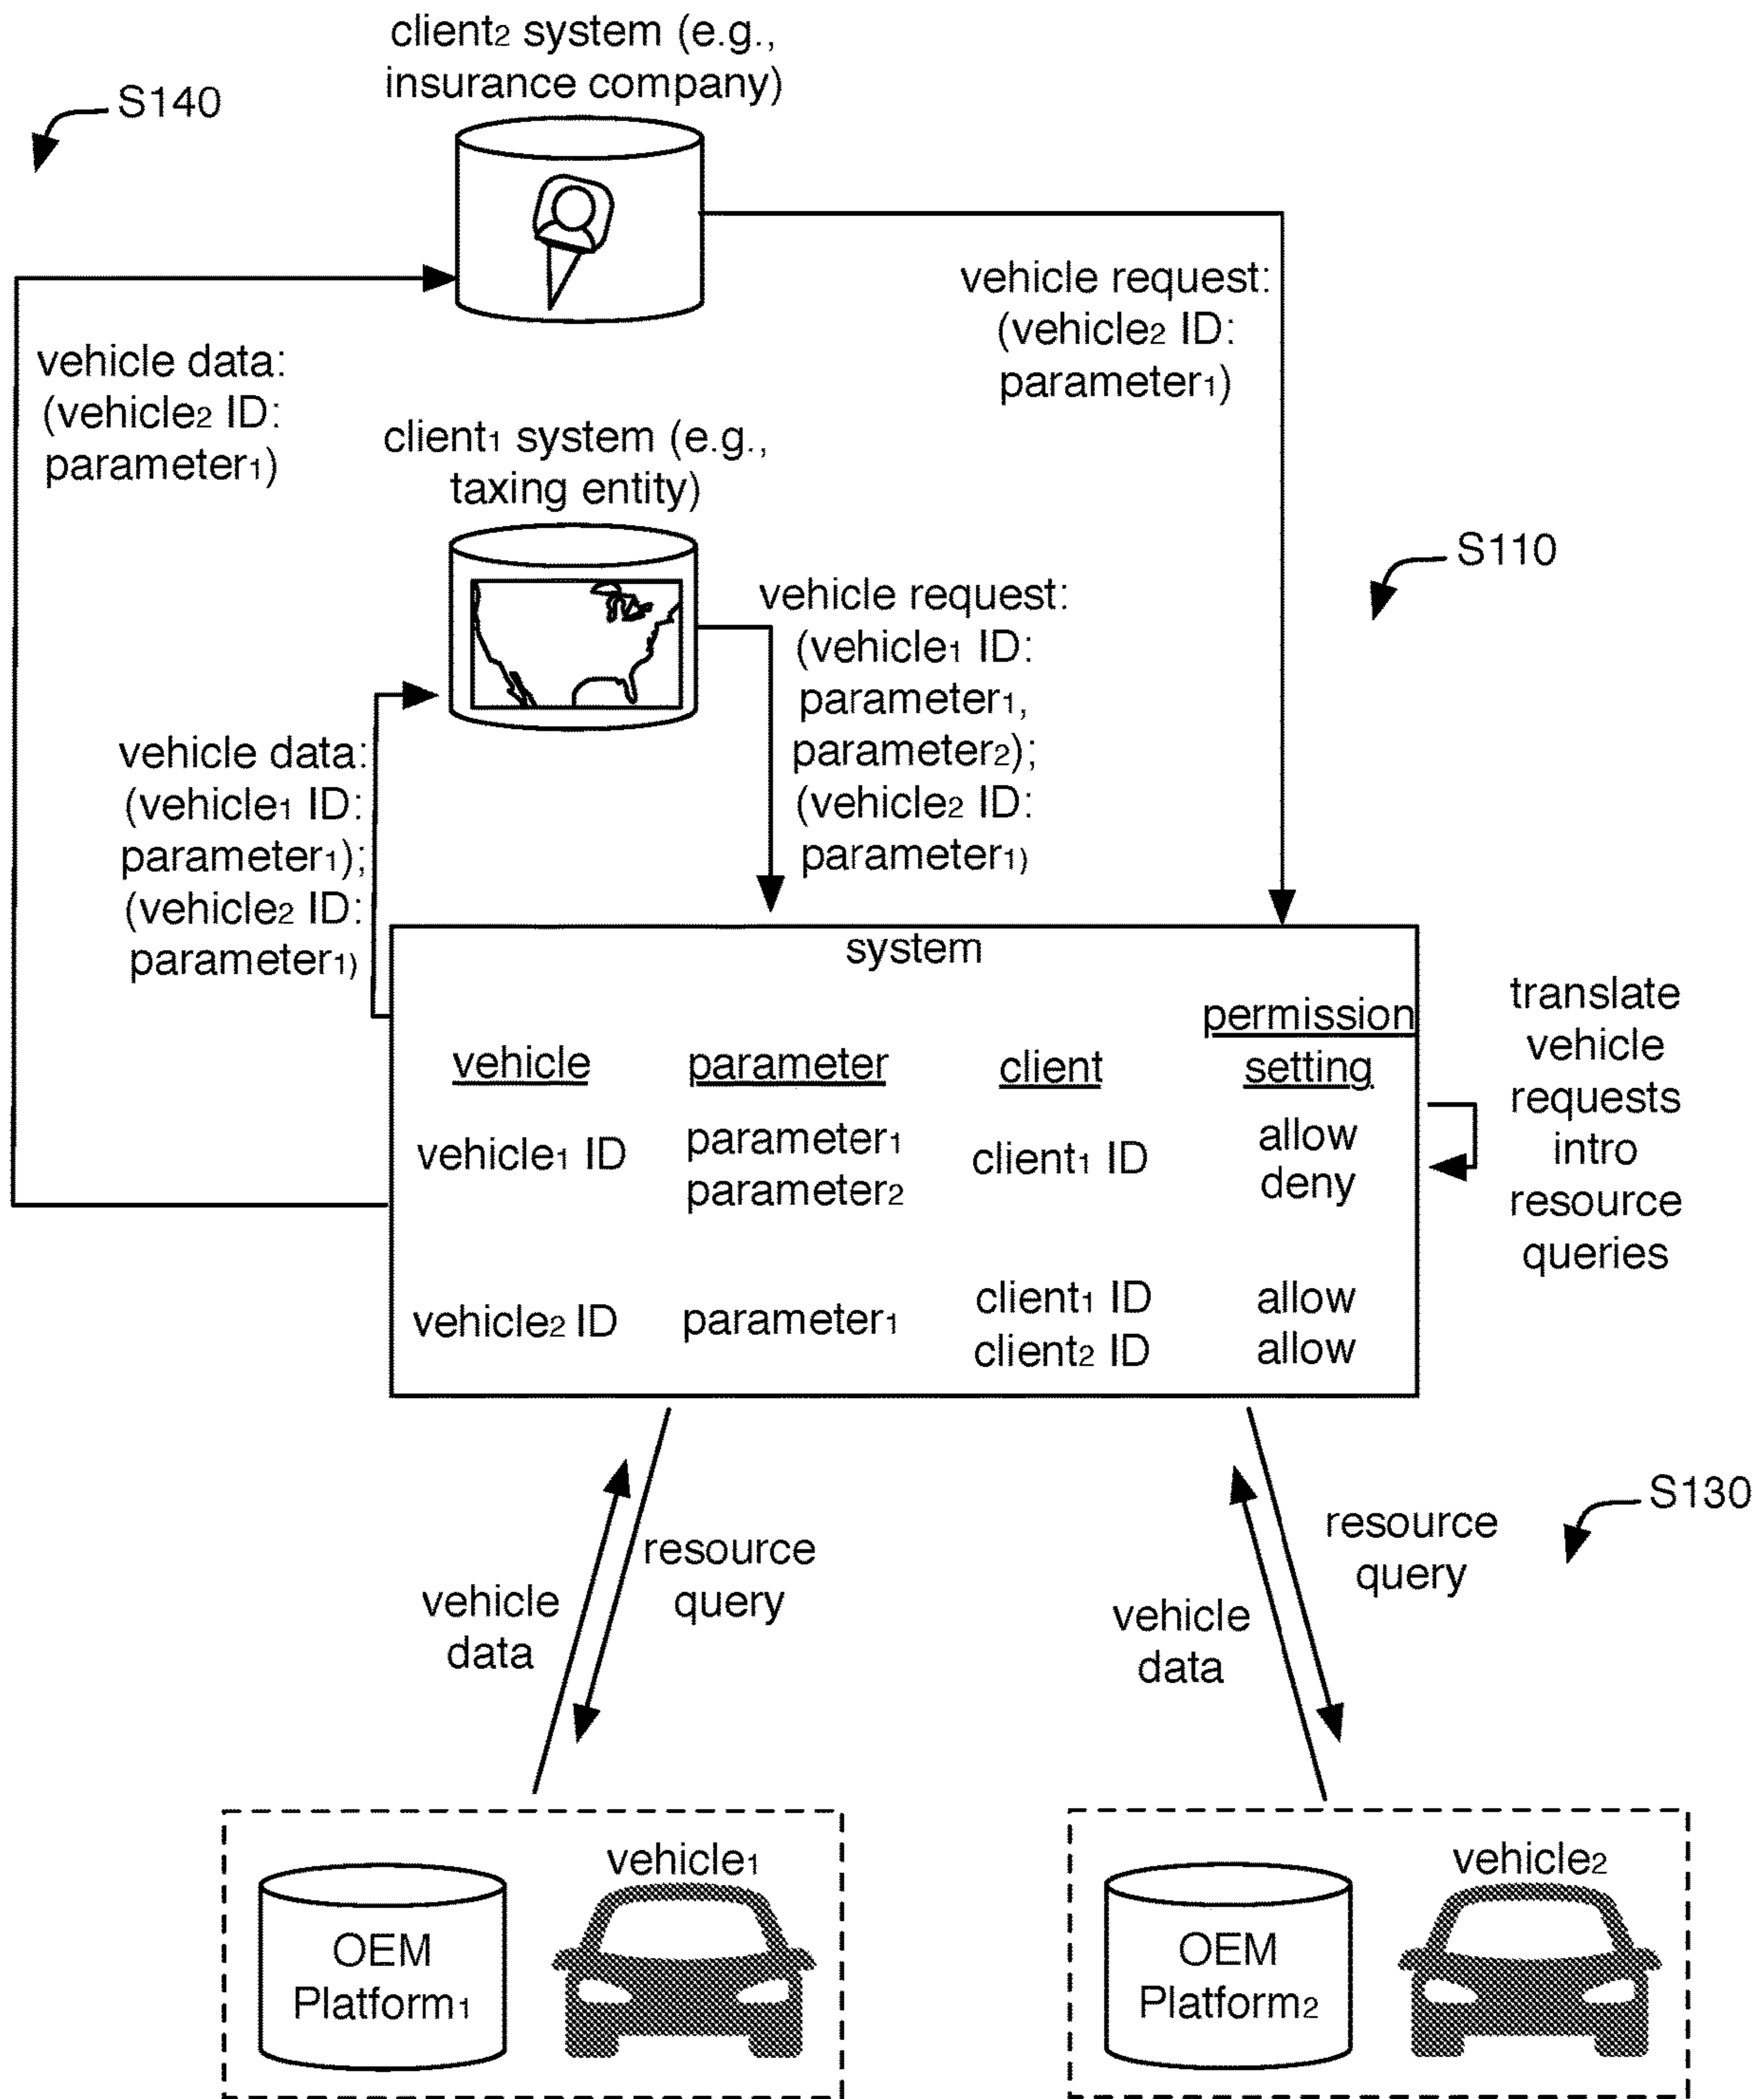 client₂ system (e.g.,
insurance company)
S140
vehicle request:
(vehicle₂ ID:
parameter₁)
vehicle data:
(vehicle₂ ID:
parameter₁)
client₁ system (e.g.,
taxing entity)
S110
vehicle request:
(vehicle₁ ID:
parameter₁,
parameter₂);
(vehicle₂ ID:
parameter₁)
vehicle data:
(vehicle₁ ID:
parameter₁);
(vehicle₂ ID:
parameter₁)
system
vehicle parameter client permission
setting
vehicle₁ ID parameter₁ client₁ ID allow
parameter₂ deny
vehicle₂ ID parameter₁ client₁ ID allow
client₂ ID allow
translate
vehicle
requests
intro
resource
queries
S130
resource
query
vehicle
data
resource
query
vehicle
data
vehicle₁
OEM
Platform₁
vehicle₂
OEM
Platform₂